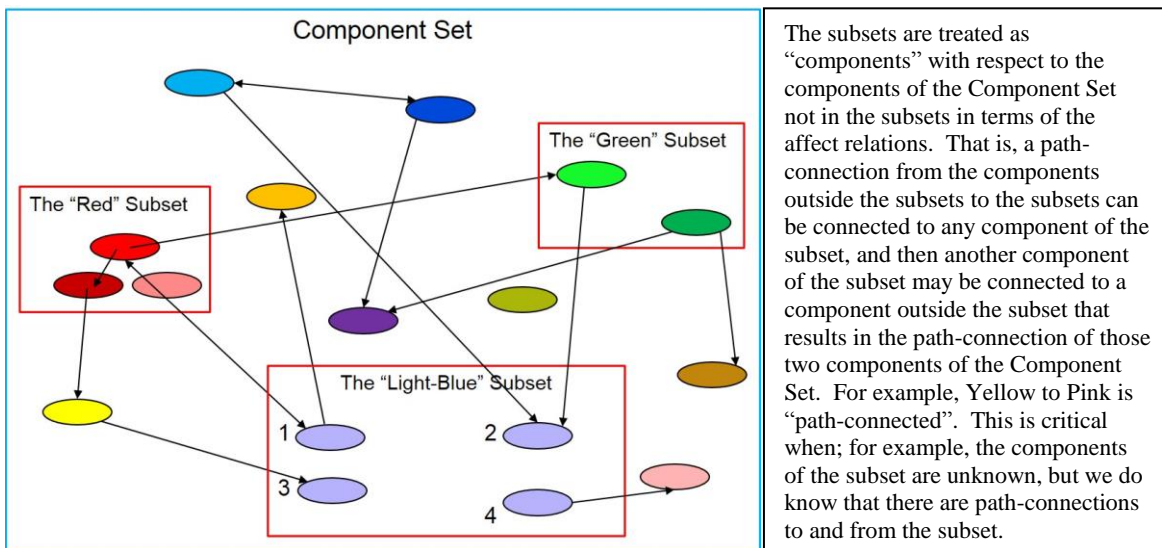 Component Set
The “Green” Subset
The “Red” Subset
The “Light-Blue” Subset
1
2
3
4
The subsets are treated as
“components” with respect to the
components of the Component Set
not in the subsets in terms of the
affect relations.  That is, a path-
connection from the components
outside the subsets to the subsets can
be connected to any component of the
subset, and then another component
of the subset may be connected to a
component outside the subset that
results in the path-connection of those
two components of the Component
Set.  For example, Yellow to Pink is
“path-connected”.  This is critical
when; for example, the components
of the subset are unknown, but we do
know that there are path-connections
to and from the subset.